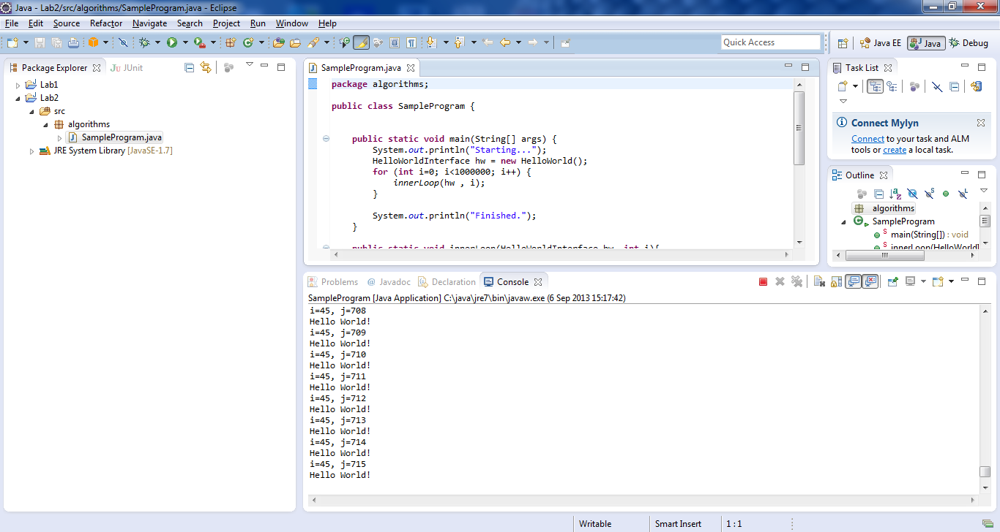 Java - Lab2/src/algorithms/SampleProgram.java - Eclipse
File Edit Source Refactor Navigate Search Project Run Window Help
Quick Access
Java EE Java Debug
Package Explorer JUnit
Lab1
Lab2
src
algorithms
SampleProgram.java
JRE System Library [JavaSE-1.7]
SampleProgram.java
package algorithms;
public class SampleProgram {
public static void main(String[] args) {
System.out.println("Starting...");
HelloWorldInterface hw = new HelloWorld();
for (int i=0; i<1000000; i++) {
innerLoop(hw , i);
}
System.out.println("Finished.");
}
public static void innerLoop(HelloWorldInterface hw, int i){
Task List
Connect Mylyn
Connect to your task and ALM
tools or create a local task.
Outline
algorithms
SampleProgram
main(String[]) : void
innerLoop(HelloWorldI
Problems Javadoc Declaration Console
SampleProgram [Java Application] C:\java\jre7\bin\javaw.exe (6 Sep 2013 15:17:42)
i=45, j=708
Hello World!
i=45, j=709
Hello World!
i=45, j=710
Hello World!
i=45, j=711
Hello World!
i=45, j=712
Hello World!
i=45, j=713
Hello World!
i=45, j=714
Hello World!
i=45, j=715
Hello World!
Writable Smart Insert 1 : 1